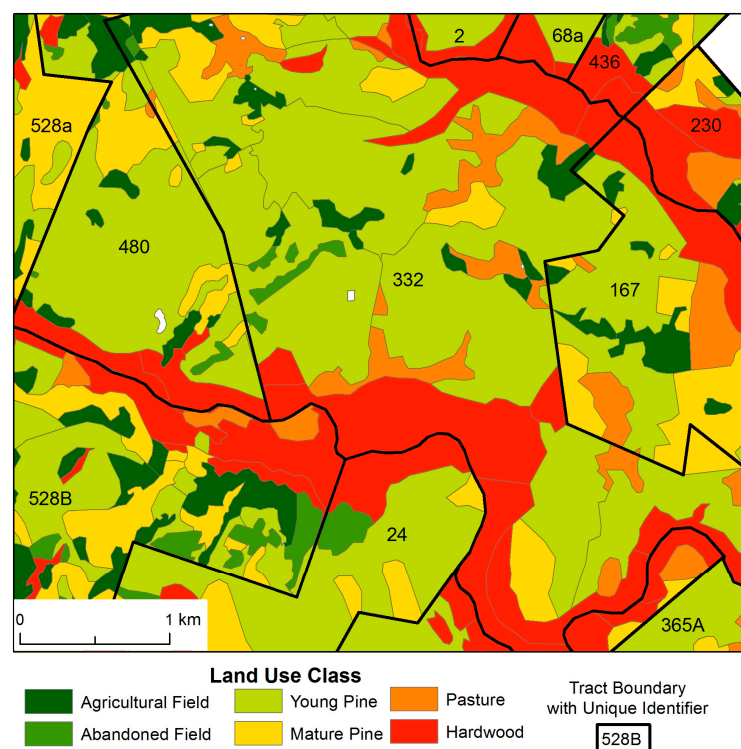 2
68a
436
528a
230
480
332
167
528B
24
365A
0 1 km
Land Use Class
Agricultural Field
Young Pine
Pasture
Abandoned Field
Mature Pine
Hardwood
Tract Boundary
with Unique Identifier
528B